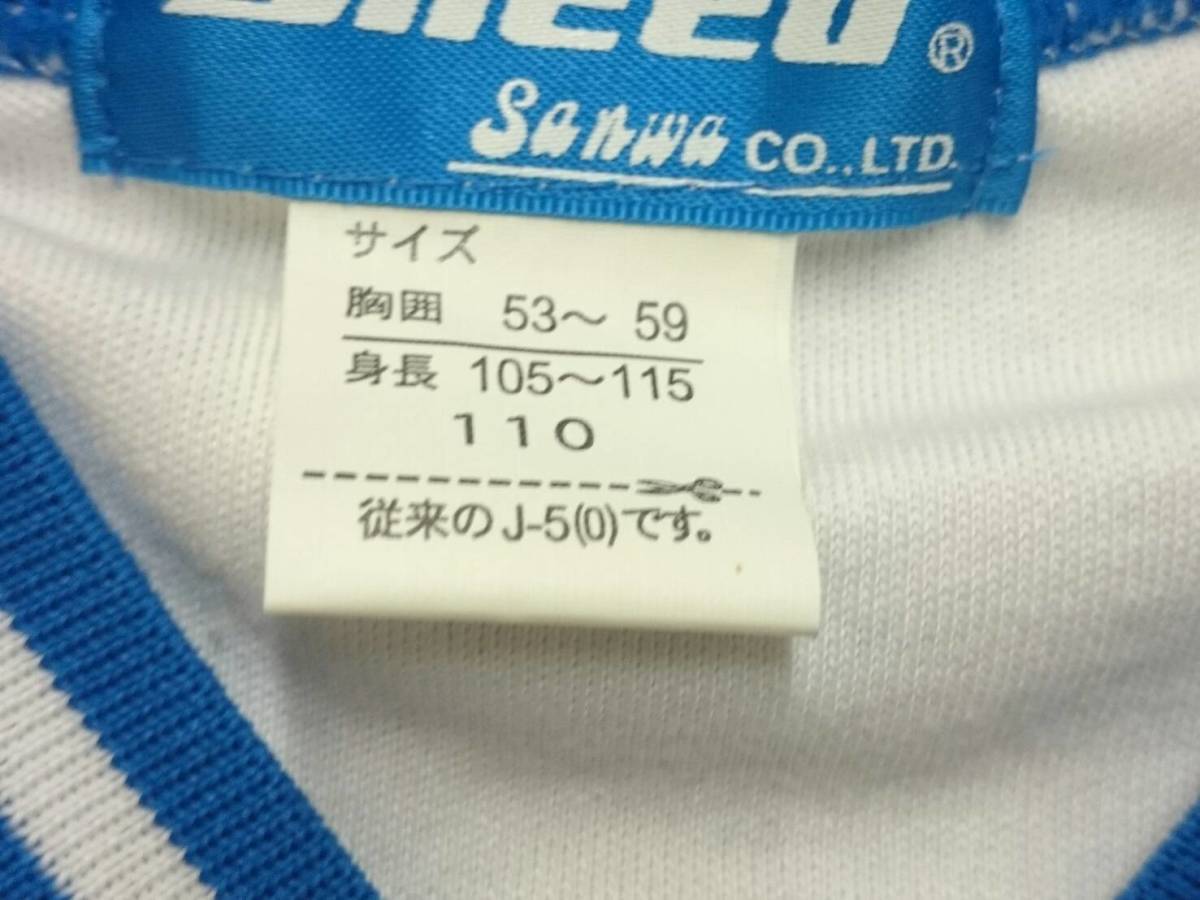 ®
Sanwa CO.,LTD.
サイズ
胸囲 53～59
身長 105～115
110
従来のJ-5(0)です。